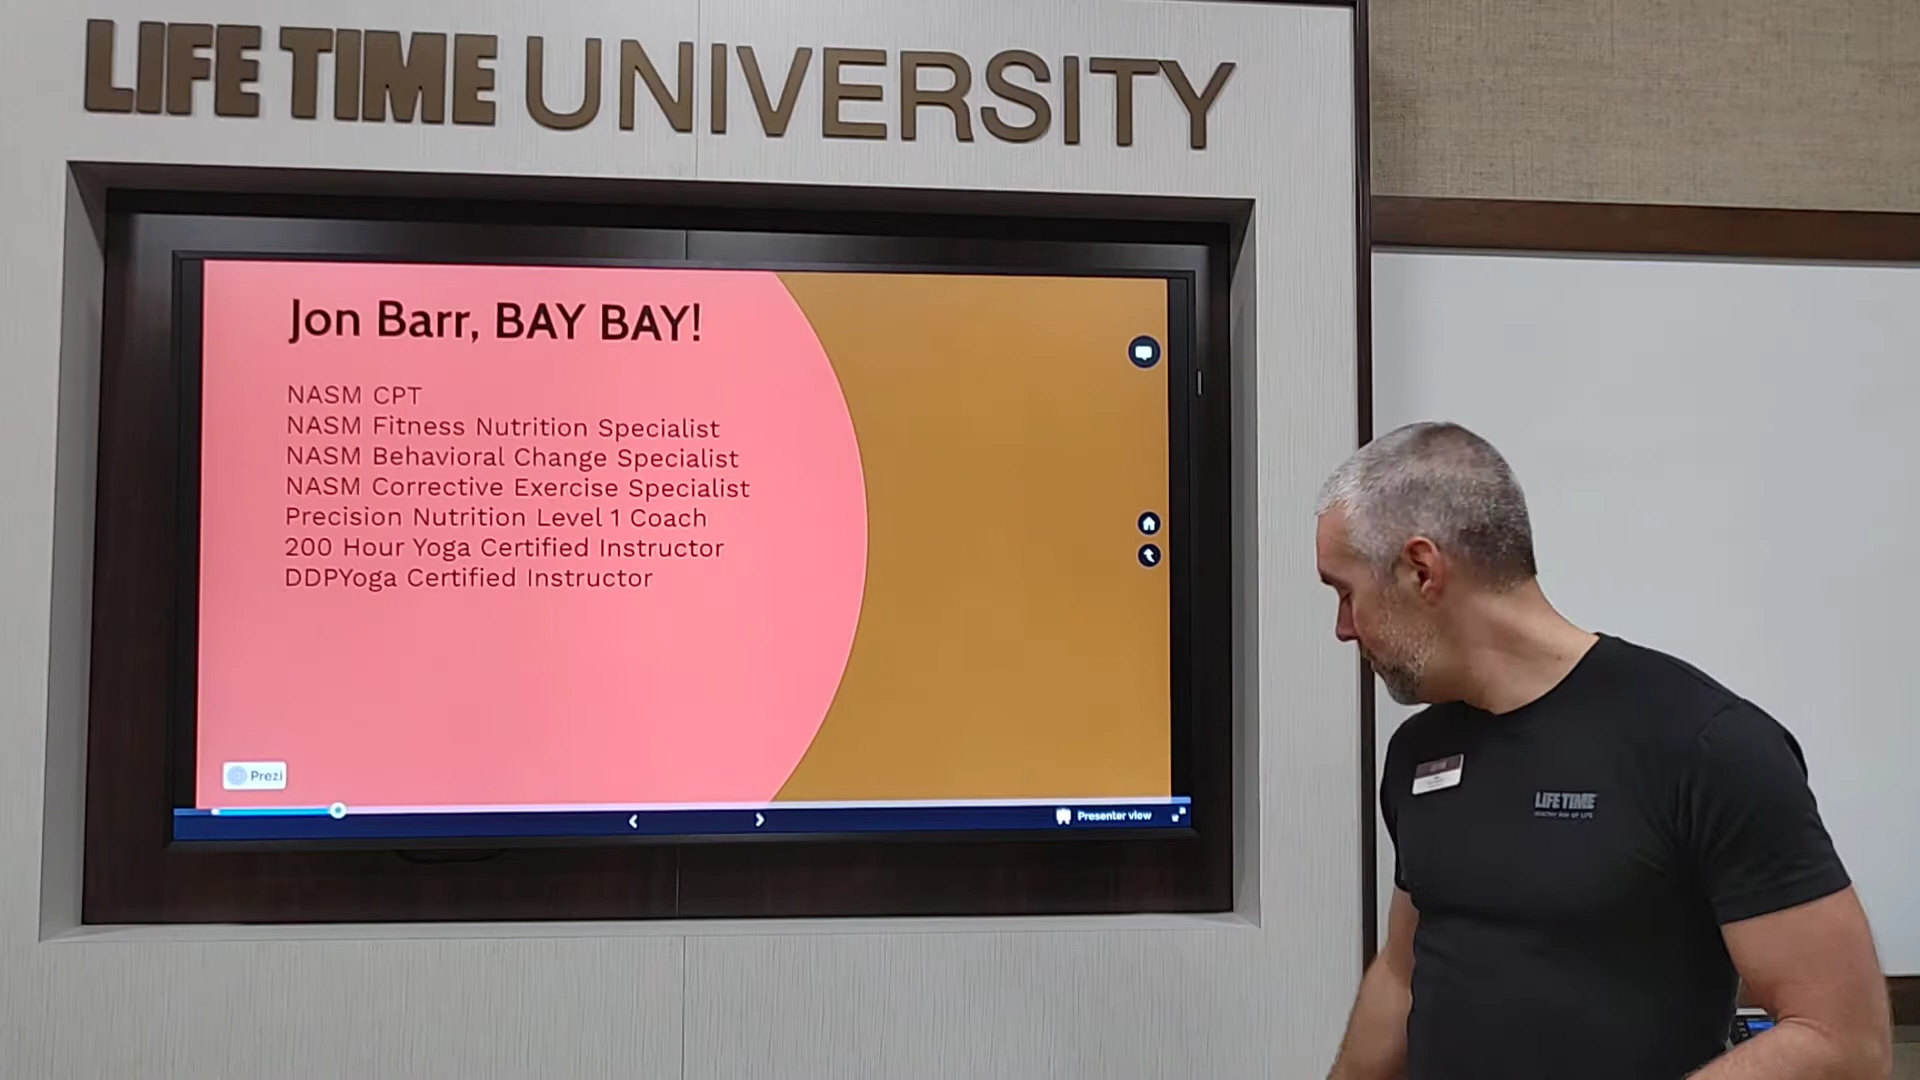 LIFE TIME UNIVERSITY
Jon Barr, BAY BAY!
NASM CPT
NASM Fitness Nutrition Specialist
NASM Behavioral Change Specialist
NASM Corrective Exercise Specialist
Precision Nutrition Level 1 Coach
200 Hour Yoga Certified Instructor
DDPYoga Certified Instructor
Prezi
Presenter view
LIFE TIME